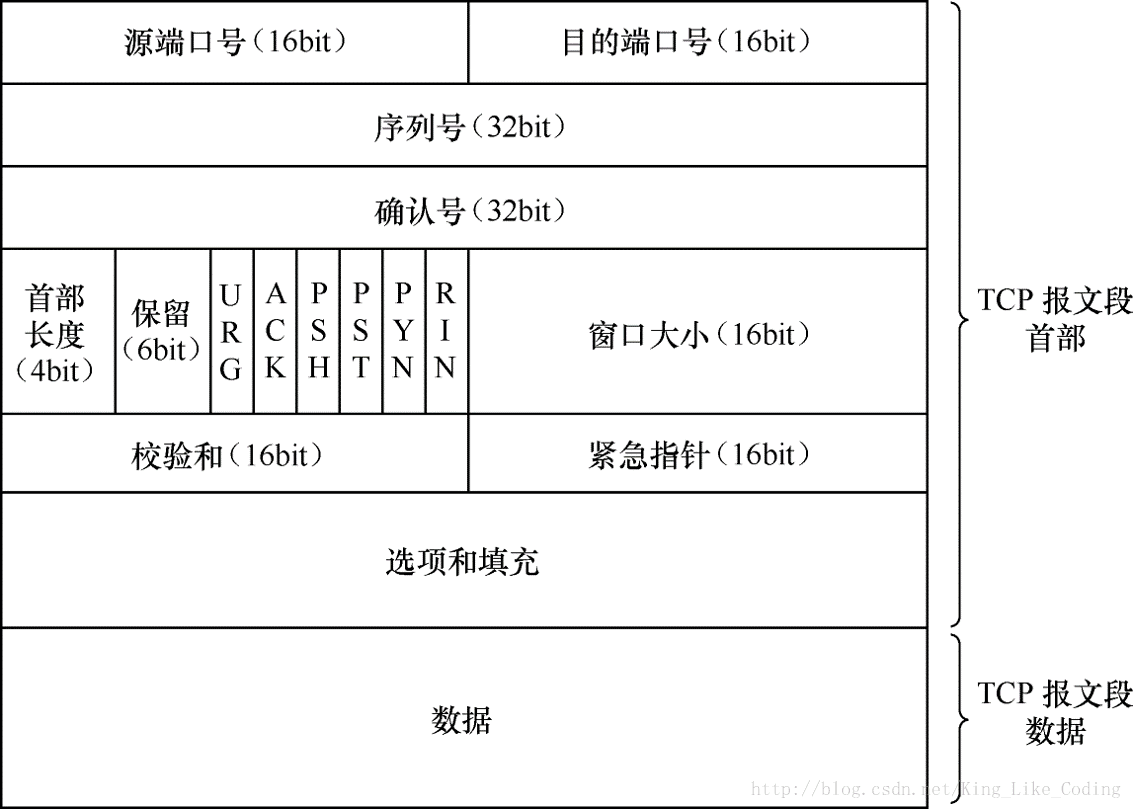 源端口号(16bit)
目的端口号(16bit)
序列号(32bit)
确认号(32bit)
首部
长度
(4bit)
保留
(6bit)
URG
ACK
PSH
PST
PYN
RIN
窗口大小(16bit)
校验和(16bit)
紧急指针(16bit)
选项和填充
数据
TCP 报文段
首部
TCP 报文段
数据
http://blog.csdn.net/King_Like_Coding